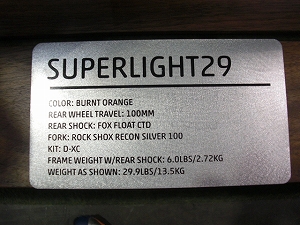 SUPERLIGHT29
COLOR: BURNT ORANGE
REAR WHEEL TRAVEL: 100MM
REAR SHOCK: FOX FLOAT CTD
FORK: ROCK SHOX RECON SILVER 100
KIT: D-XC
FRAME WEIGHT W/REAR SHOCK: 6.0LBS/2.72KG
WEIGHT AS SHOWN: 29.9LBS/13.5KG